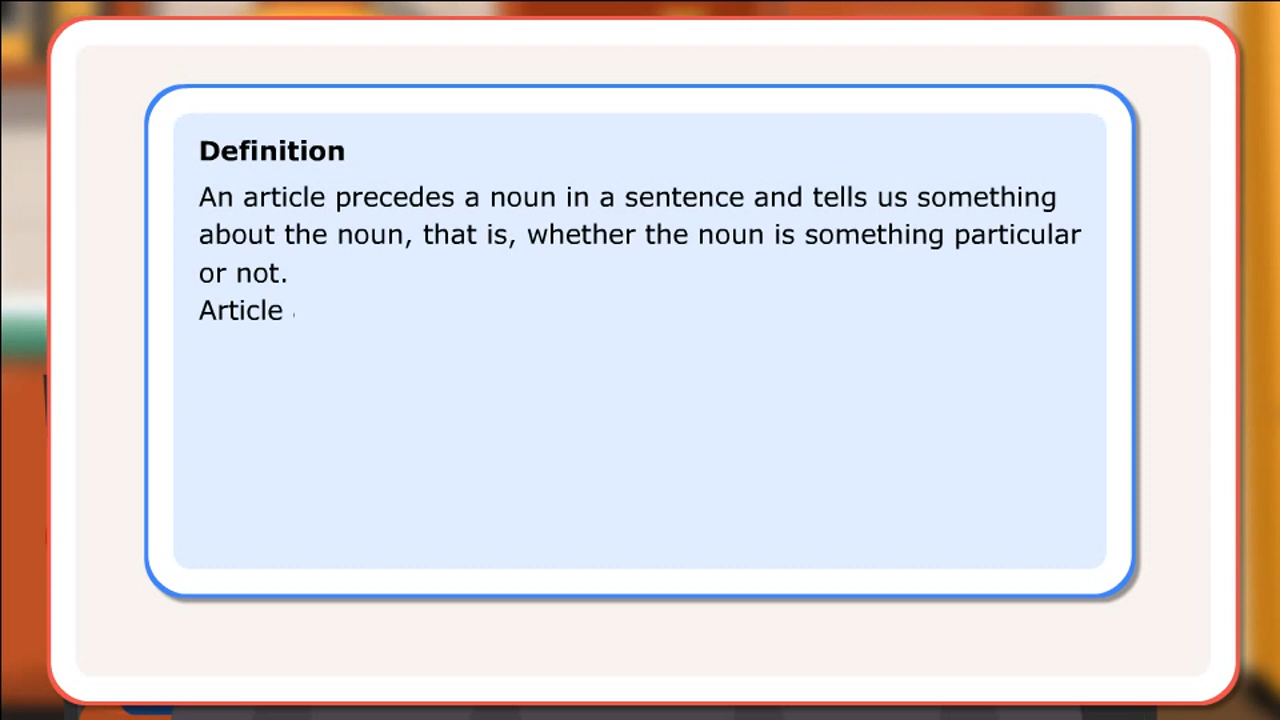 Definition
An article precedes a noun in a sentence and tells us something
about the noun, that is, whether the noun is something particular
or not.
Article